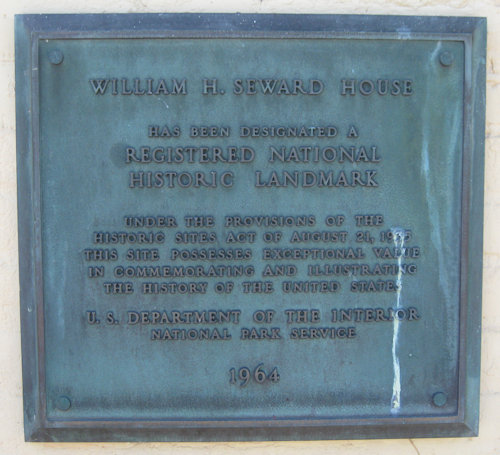 WILLIAM H. SEWARD HOUSE
HAS BEEN DESIGNATED A
REGISTERED NATIONAL
HISTORIC LANDMARK
UNDER THE PROVISIONS OF THE
HISTORIC SITES ACT OF AUGUST 21, 1935
THIS SITE POSSESSES EXCEPTIONAL VALUE
IN COMMEMORATING AND ILLUSTRATING
THE HISTORY OF THE UNITED STATES
U. S. DEPARTMENT OF THE INTERIOR
NATIONAL PARK SERVICE
1964